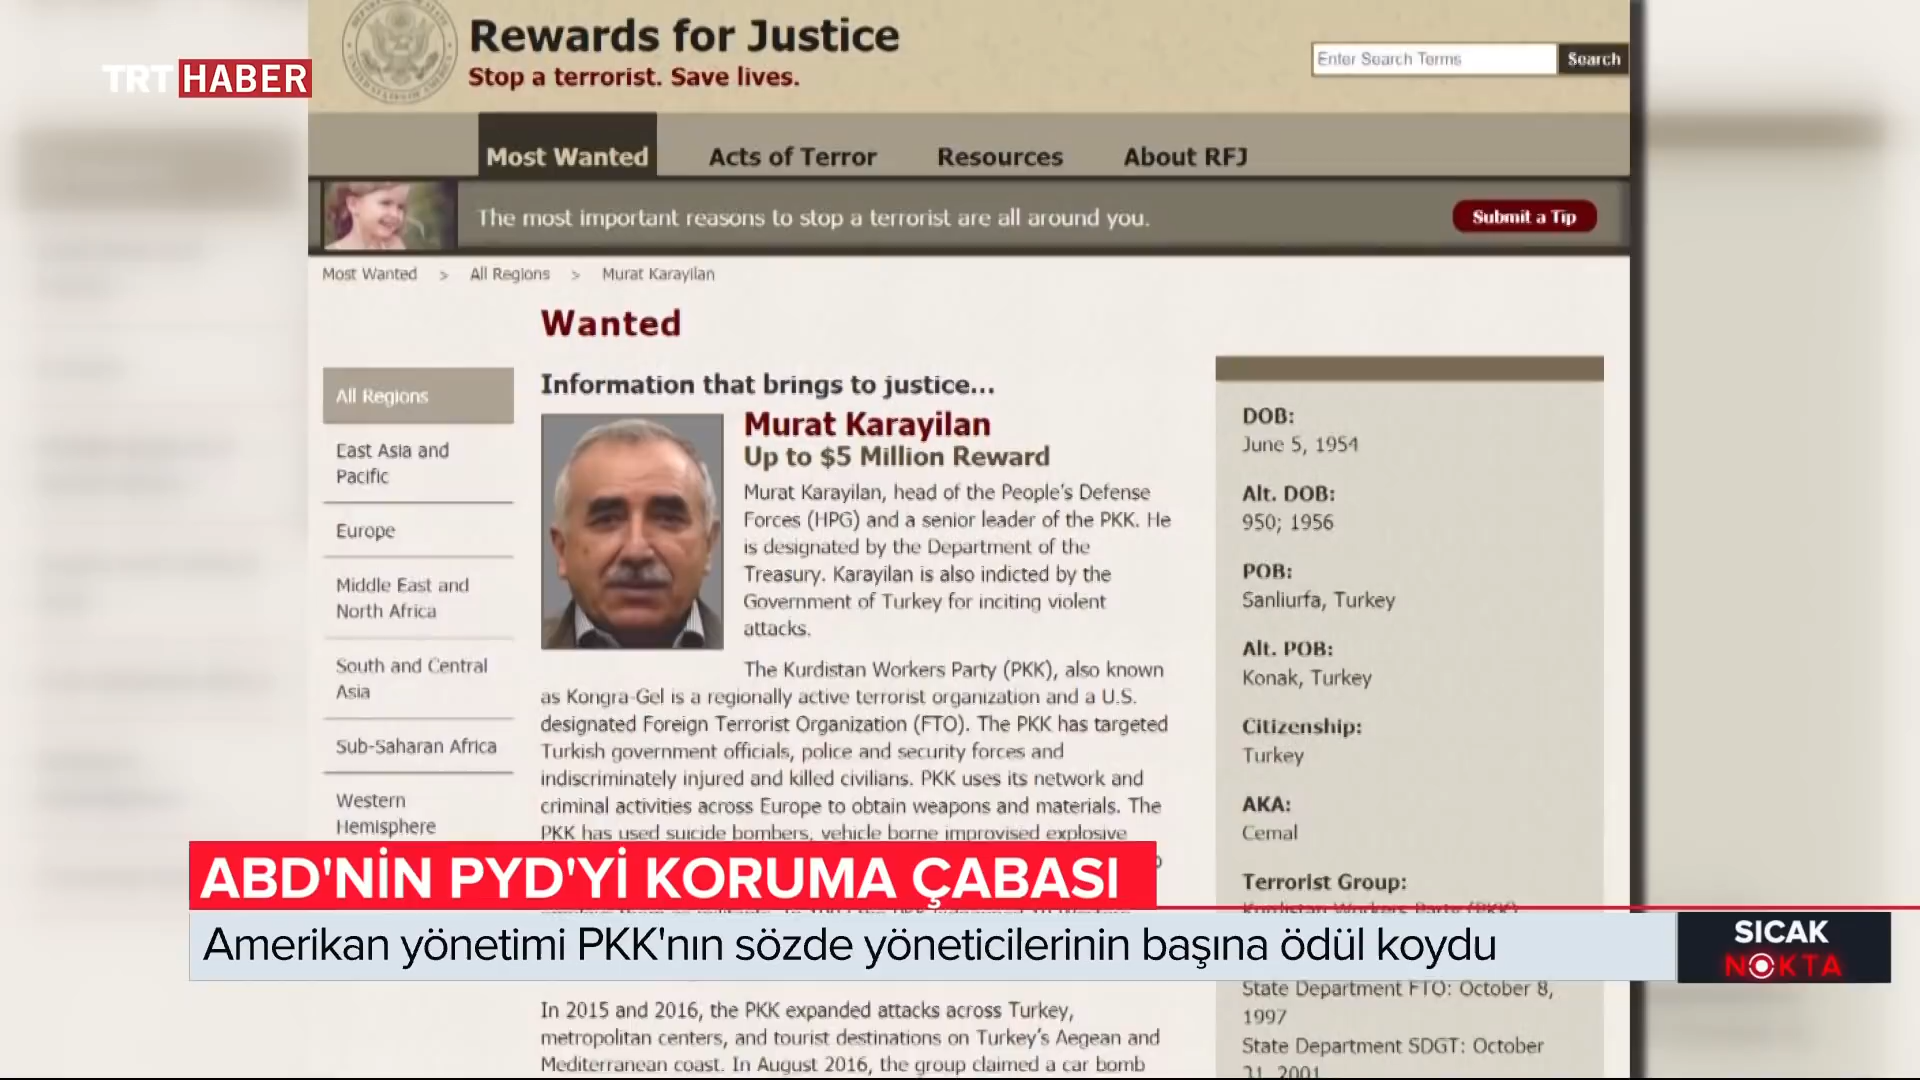 TRT HABER
Rewards for Justice
Stop a terrorist. Save lives.
Enter Search Terms
Search
Most Wanted
Acts of Terror
Resources
About RFJ
The most important reasons to stop a terrorist are all around you.
Submit a Tip
Most Wanted > All Regions > Murat Karayilan
Wanted
All Regions
East Asia and
Pacific
Europe
Middle East and
North Africa
South and Central
Asia
Sub-Saharan Africa
Western
Hemisphere
Information that brings to justice...
Murat Karayilan
Up to $5 Million Reward
Murat Karayilan, head of the People's Defense
Forces (HPG) and a senior leader of the PKK. He
is designated by the Department of the
Treasury. Karayilan is also indicted by the
Government of Turkey for inciting violent
attacks.
The Kurdistan Workers Party (PKK), also known
as Kongra-Gel is a regionally active terrorist organization and a U.S.
designated Foreign Terrorist Organization (FTO). The PKK has targeted
Turkish government officials, police and security forces and
indiscriminately injured and killed civilians. PKK uses its network and
criminal activities across Europe to obtain weapons and materials. The
PKK has used suicide bombers, vehicle borne improvised explosive
In 2015 and 2016, the PKK expanded attacks across Turkey,
metropolitan centers, and tourist destinations on Turkey's Aegean and
Mediterranean coast. In August 2016, the group claimed a car bomb
DOB:
June 5, 1954
Alt. DOB:
950; 1956
POB:
Sanliurfa, Turkey
Alt. POB:
Konak, Turkey
Citizenship:
Turkey
AKA:
Cemal
Terrorist Group:
Kurdistan Workers Party (PKK)
State Department FTO: October 8,
1997
State Department SDGT: October
31, 2001
ABD'NİN PYD'Yİ KORUMA ÇABASI
Amerikan yönetimi PKK'nın sözde yöneticilerinin başına ödül koydu
SICAK
NOKTA